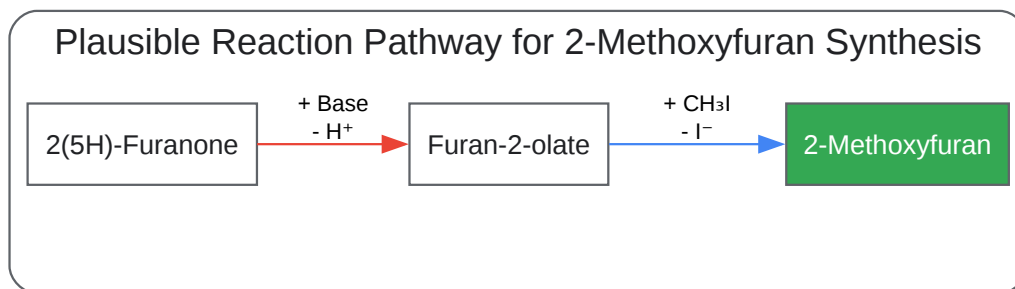 Plausible Reaction Pathway for 2-Methoxyfuran Synthesis
2(5H)-Furanone
+ Base
- H⁺
Furan-2-olate
+ CH₃I
- I⁻
2-Methoxyfuran